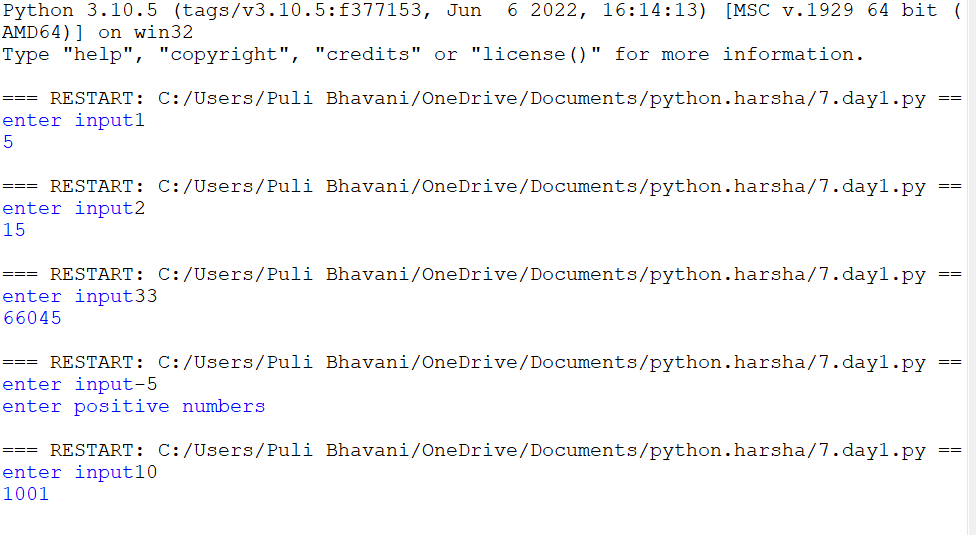 Python 3.10.5 (tags/v3.10.5:f377153, Jun  6 2022, 16:14:13) [MSC v.1929 64 bit (
AMD64)] on win32
Type "help", "copyright", "credits" or "license()" for more information.
=== RESTART: C:/Users/Puli Bhavani/OneDrive/Documents/python.harsha/7.day1.py ==
enter input1
5
=== RESTART: C:/Users/Puli Bhavani/OneDrive/Documents/python.harsha/7.day1.py ==
enter input2
15
=== RESTART: C:/Users/Puli Bhavani/OneDrive/Documents/python.harsha/7.day1.py ==
enter input33
66045
=== RESTART: C:/Users/Puli Bhavani/OneDrive/Documents/python.harsha/7.day1.py ==
enter input-5
enter positive numbers
=== RESTART: C:/Users/Puli Bhavani/OneDrive/Documents/python.harsha/7.day1.py ==
enter input10
1001